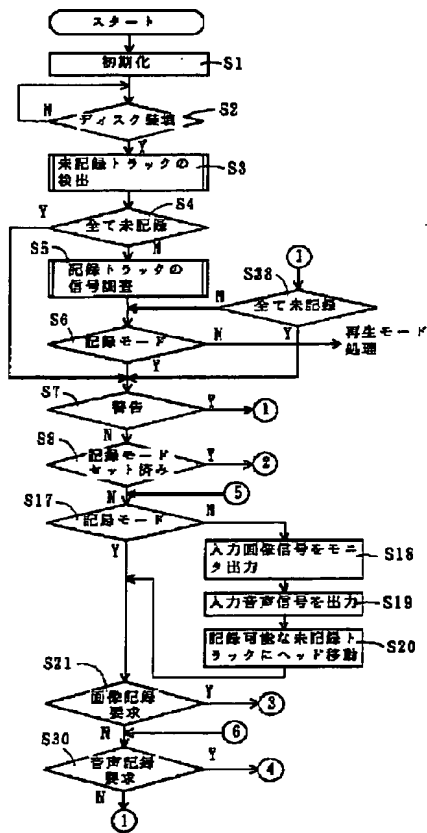 スタート
初期化
S1
N
ディスク装填
S2
Y
未記録トラックの
検出
S3
Y
全て未記録
S4
N
S5
記録トラックの
信号調査
1
S38
N
全て未記録
Y
S6
記録モード
N
再生モード
処理
Y
S7
警告
Y
1
N
S8
記録モード
セット済み
Y
2
N
5
S17
記録モード
N
Y
入力画像信号をモニ
タ出力
S18
入力音声信号を出力
S19
記録可能な未記録ト
ラックにヘッド移動
S20
S21
画像記録
要求
Y
3
N
6
S30
音声記録
要求
Y
4
N
1